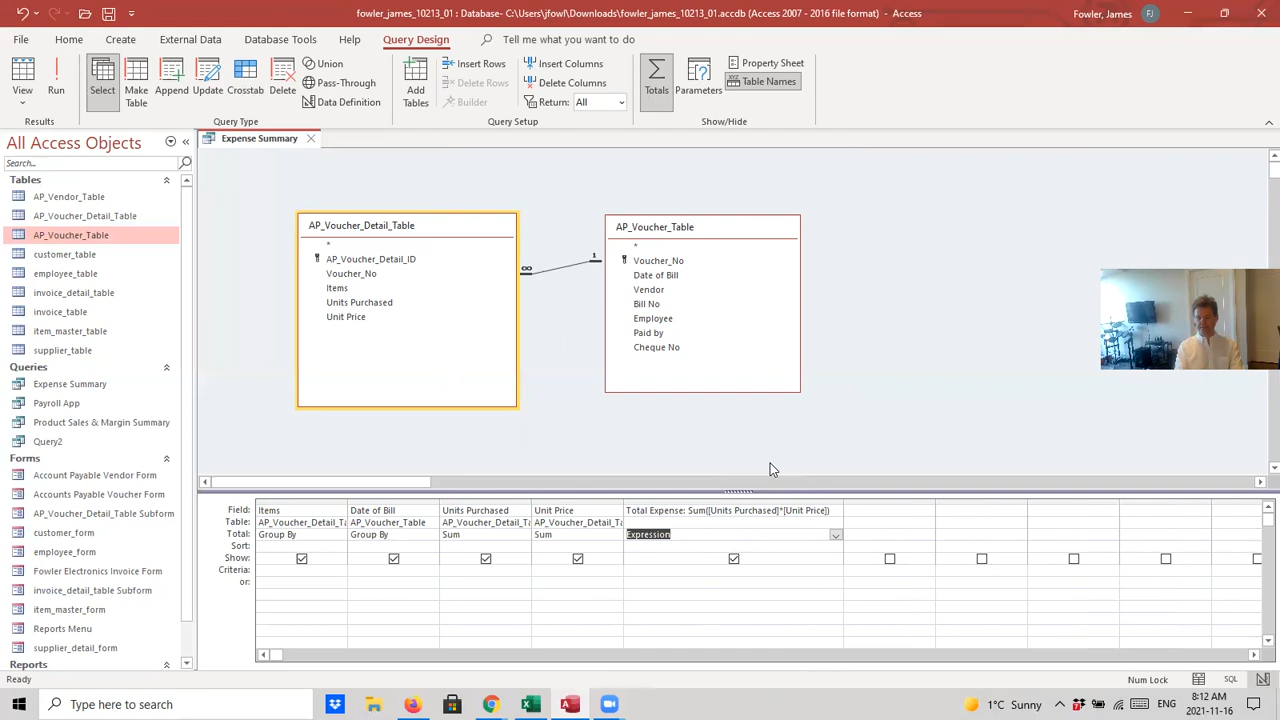 fowler_james_10213_01 : Database- C:\Users\jfowl\Downloads\fowler_james_10213_01.accdb (Access 2007 - 2016 file format) - Access
Fowler, James
FJ
File
Home
Create
External Data
Database Tools
Help
Query Design
Tell me what you want to do
View
Run
Select
Make Table
Append
Update
Crosstab
Delete
Union
Pass-Through
Data Definition
Add Tables
Insert Rows
Delete Rows
Builder
Insert Columns
Delete Columns
Return: All
Totals
Parameters
Property Sheet
Table Names
Results
Query Type
Query Setup
Show/Hide
All Access Objects
Search...
Tables
AP_Vendor_Table
AP_Voucher_Detail_Table
AP_Voucher_Table
customer_table
employee_table
invoice_detail_table
invoice_table
item_master_table
supplier_table
Queries
Expense Summary
Payroll App
Product Sales & Margin Summary
Query2
Forms
Account Payable Vendor Form
Accounts Payable Voucher Form
AP_Voucher_Detail_Table Subform
customer_form
employee_form
Fowler Electronics Invoice Form
invoice_detail_table Subform
item_master_form
Reports Menu
supplier_detail_form
Reports
Expense Summary
AP_Voucher_Detail_Table
*
AP_Voucher_Detail_ID
Voucher_No
Items
Units Purchased
Unit Price
∞
1
AP_Voucher_Table
*
Voucher_No
Date of Bill
Vendor
Bill No
Employee
Paid by
Cheque No
Field: Items Date of Bill Units Purchased Unit Price Total Expense: Sum([Units Purchased]*[Unit Price])
Table: AP_Voucher_Detail_Ta AP_Voucher_Table AP_Voucher_Detail_Ta AP_Voucher_Detail_Ta
Total: Group By Group By Sum Sum Expression
Sort:
Show:
Criteria:
or:
Ready
Num Lock
SQL
Type here to search
1°C Sunny
ENG
8:12 AM
2021-11-16